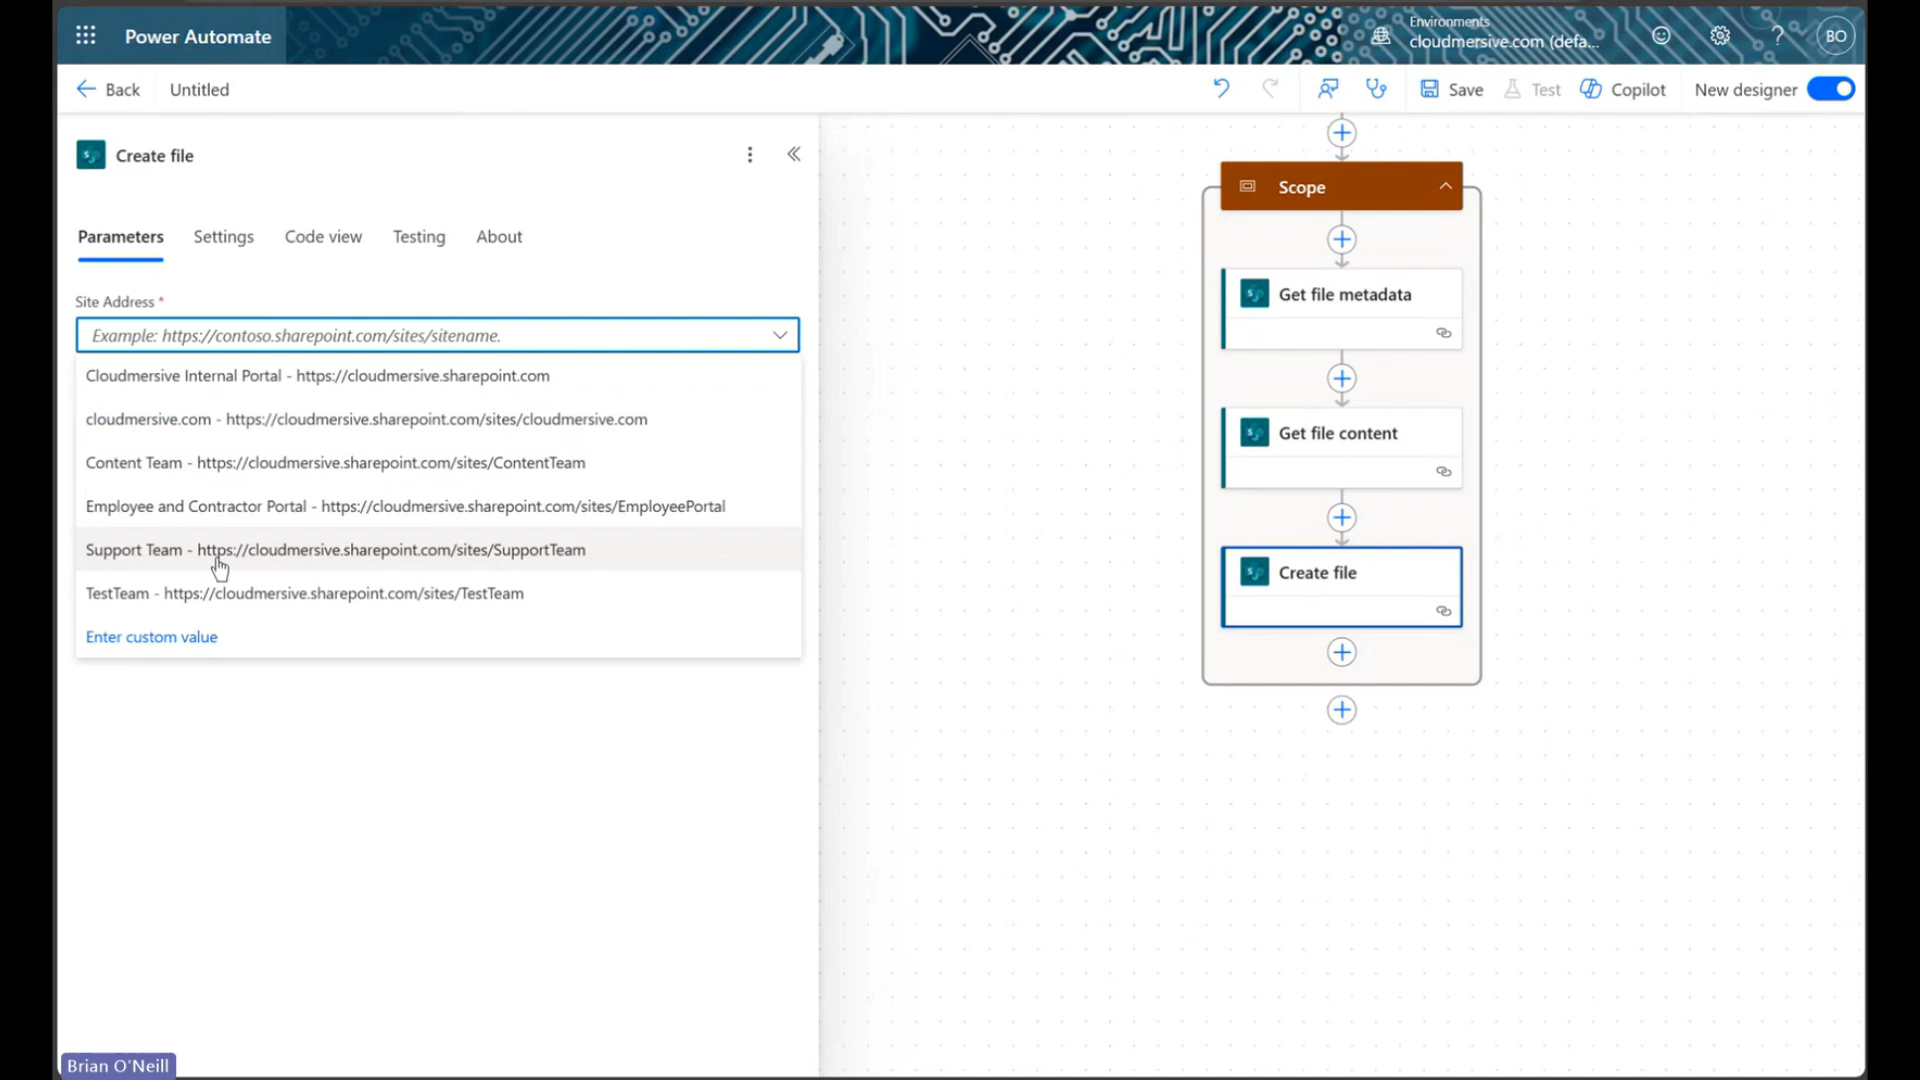 Power Automate
Environments
cloudmersive.com (defa...
BO
Back
Untitled
Save
Test
Copilot
New designer
Create file
Parameters
Settings
Code view
Testing
About
Site Address *
Example: https://contoso.sharepoint.com/sites/sitename.
Cloudmersive Internal Portal - https://cloudmersive.sharepoint.com
cloudmersive.com - https://cloudmersive.sharepoint.com/sites/cloudmersive.com
Content Team - https://cloudmersive.sharepoint.com/sites/ContentTeam
Employee and Contractor Portal - https://cloudmersive.sharepoint.com/sites/EmployeePortal
Support Team - https://cloudmersive.sharepoint.com/sites/SupportTeam
TestTeam - https://cloudmersive.sharepoint.com/sites/TestTeam
Enter custom value
Scope
Get file metadata
Get file content
Create file
Brian O'Neill